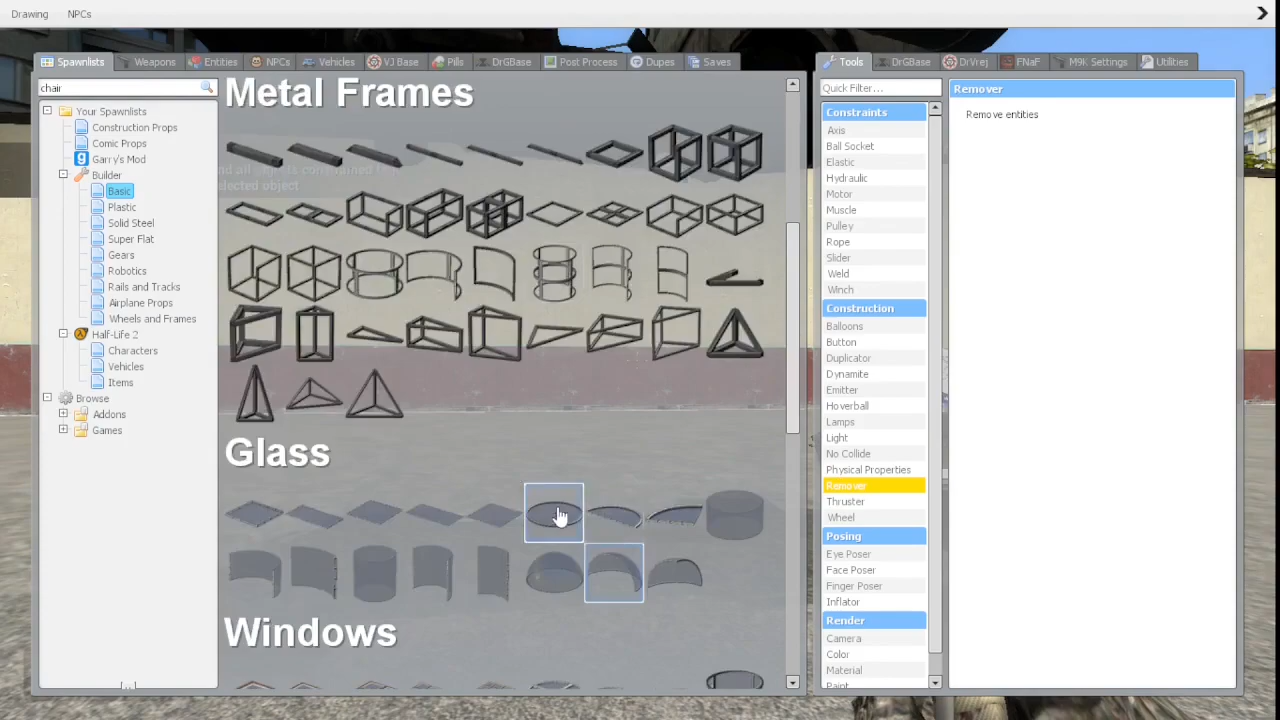 Drawing
NPCs
Spawnlists
Weapons
Entities
NPCs
Vehicles
VJ Base
Pills
DrGBase
Post Process
Dupes
Saves
chair
Your Spawnlists
Construction Props
Comic Props
Garry's Mod
Builder
Basic
Plastic
Solid Steel
Super Flat
Gears
Robotics
Rails and Tracks
Airplane Props
Wheels and Frames
Half-Life 2
Characters
Vehicles
Items
Browse
Addons
Games
Metal Frames
Glass
Windows
Tools
DrGBase
DrVrej
FNaF
M9K Settings
Utilities
Quick Filter...
Constraints
Axis
Ball Socket
Elastic
Hydraulic
Motor
Muscle
Pulley
Rope
Slider
Weld
Winch
Construction
Balloons
Button
Duplicator
Dynamite
Emitter
Hoverball
Lamps
Light
No Collide
Physical Properties
Remover
Thruster
Wheel
Posing
Eye Poser
Face Poser
Finger Poser
Inflator
Render
Camera
Color
Material
Paint
Remover
Remove entities